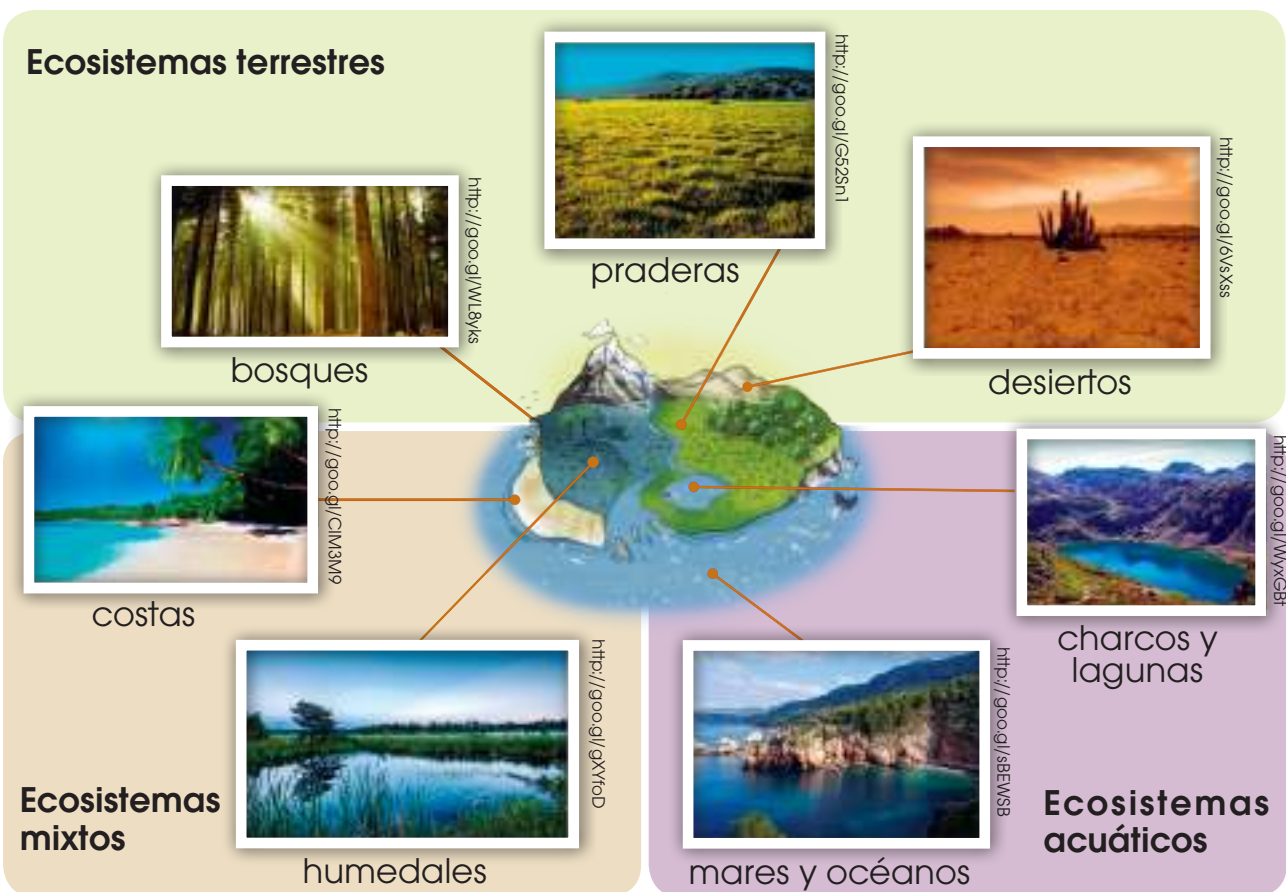 Ecosistemas terrestres
http://goo.gl/G52Sn1
praderas
http://goo.gl/6VsXss
desiertos
http://goo.gl/WL8yks
bosques
http://goo.gl/CIM3M9
costas
http://goo.gl/gXYfoD
humedales
Ecosistemas
mixtos
http://goo.gl/WyxGBf
charcos y
lagunas
http://goo.gl/sBEWSB
mares y océanos
Ecosistemas
acuáticos